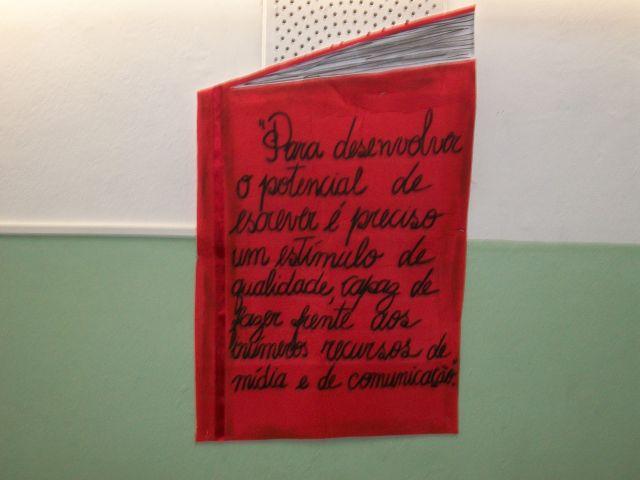 "Para desenvolver
o potencial de
escrever é preciso
um estímulo de
qualidade, capaz de
fazer frente aos
inúmeros recursos de
mídia e de comunicação."